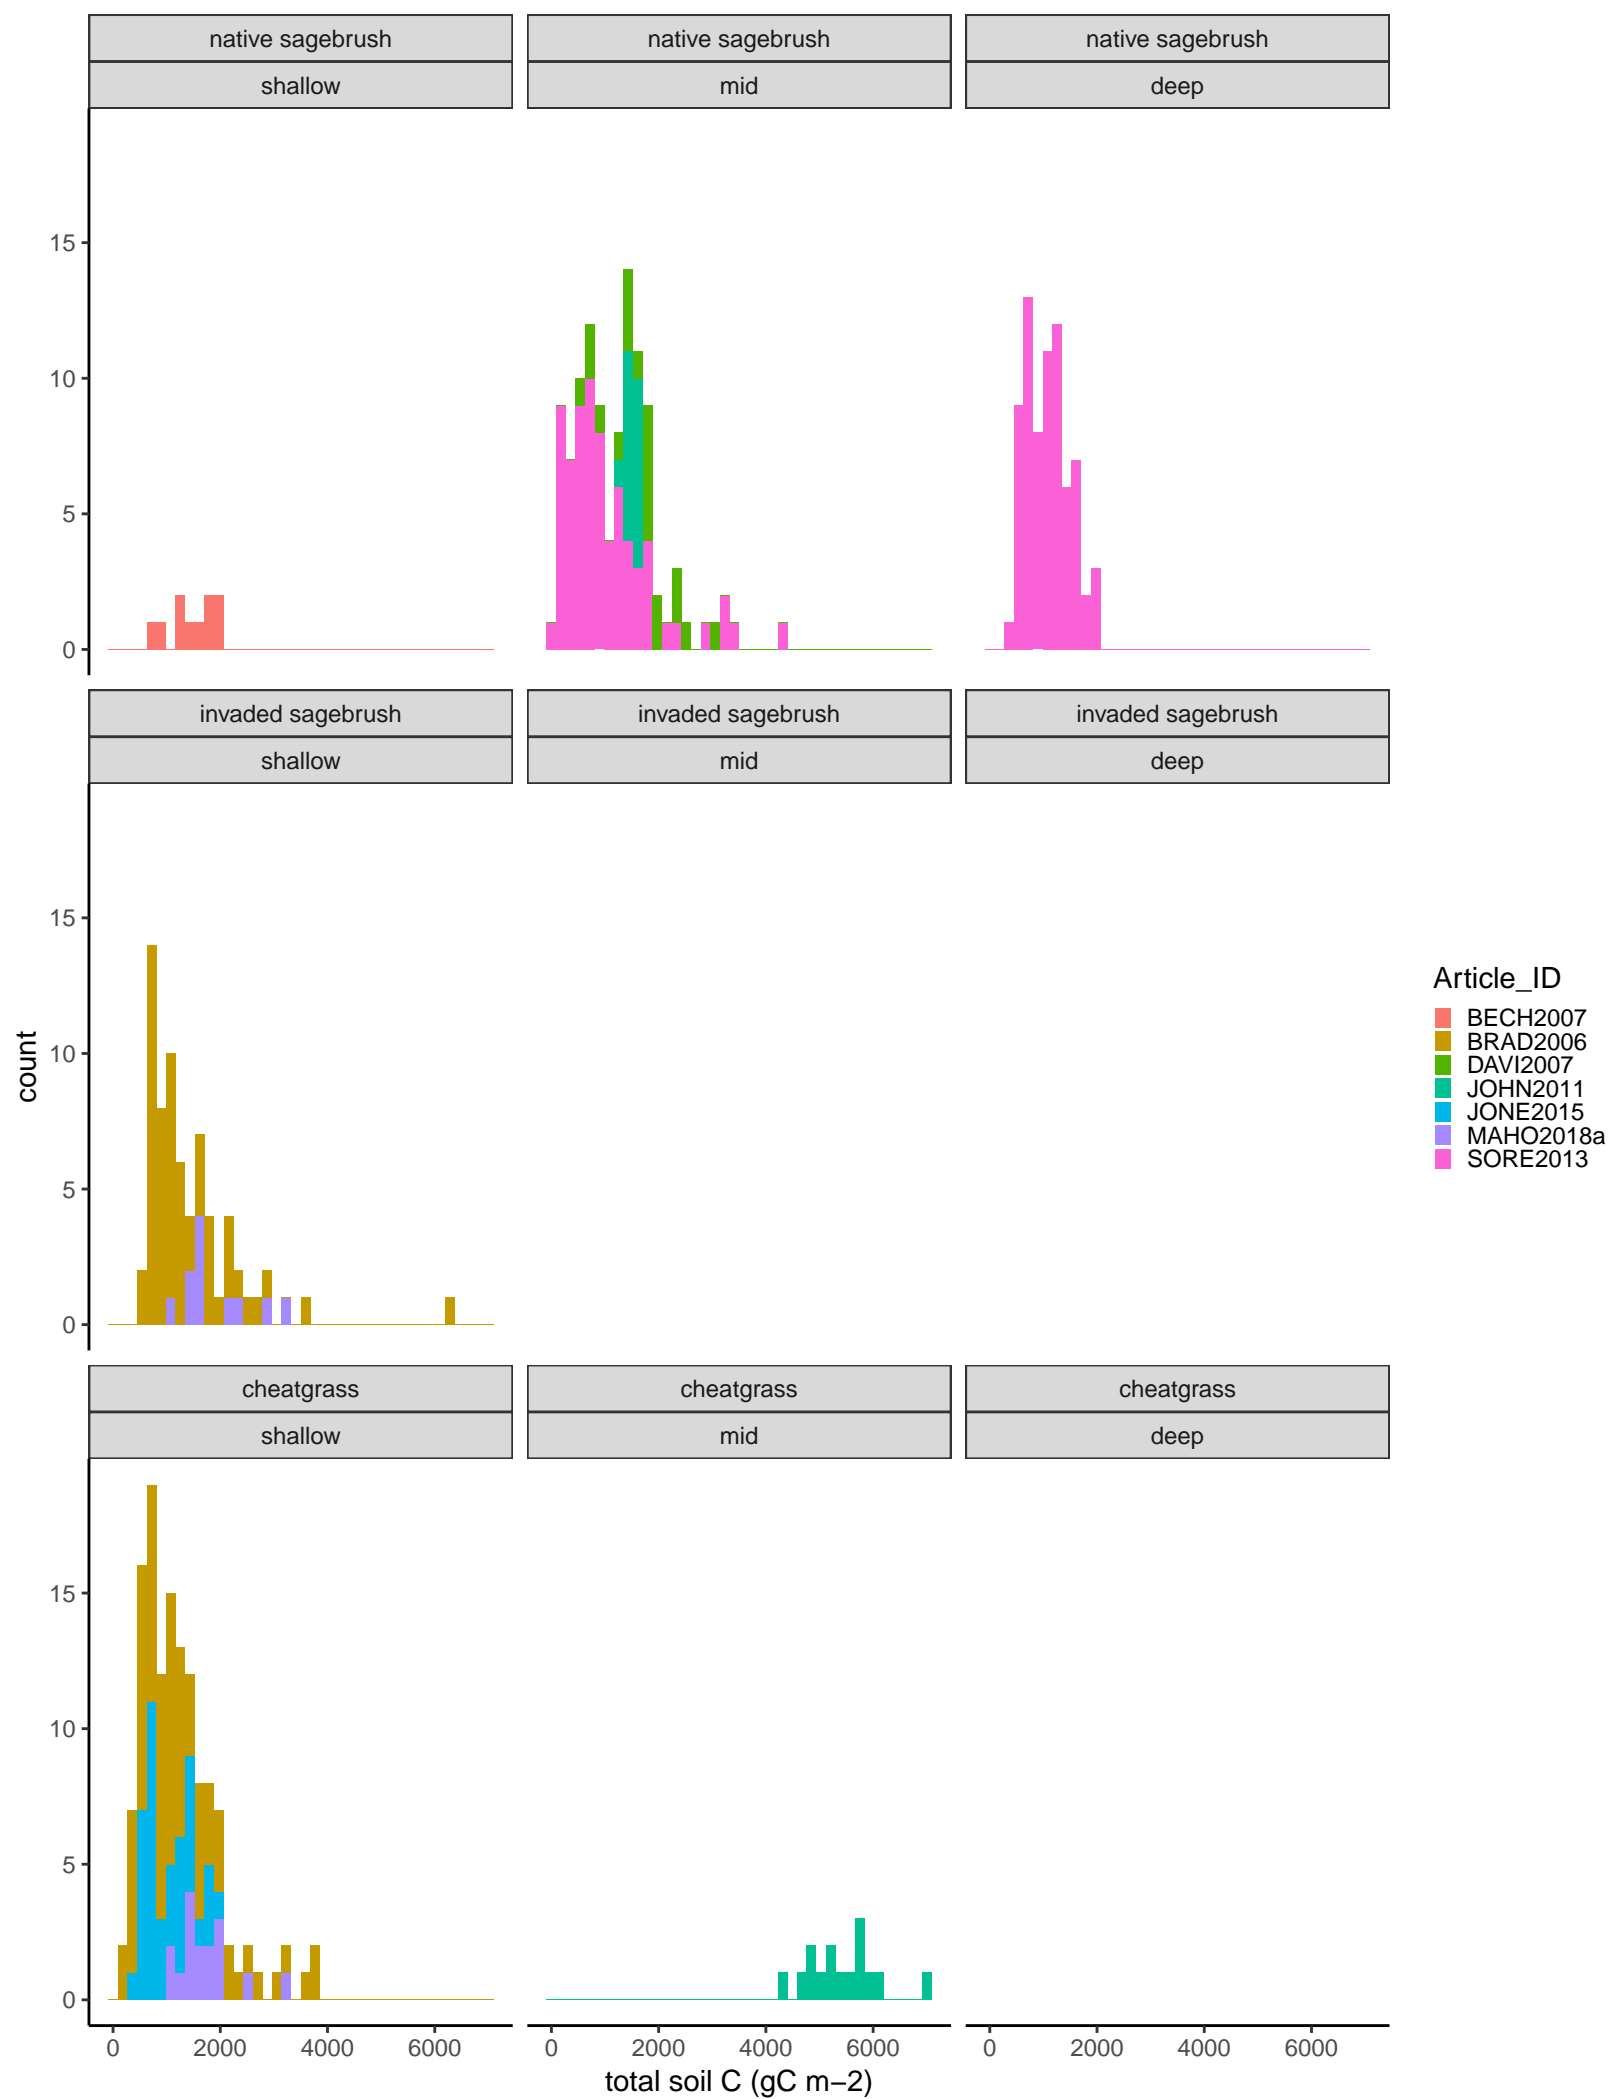 native sagebrush
native sagebrush
native sagebrush
shallow
mid
deep
15
10
5
0
invaded sagebrush
invaded sagebrush
invaded sagebrush
shallow
mid
deep
15
10
5
0
cheatgrass
cheatgrass
cheatgrass
shallow
mid
deep
15
10
5
0
0 2000 4000 6000
0 2000 4000 6000
0 2000 4000 6000
total soil C (gC m−2)
count
Article_ID
BECH2007
BRAD2006
DAVI2007
JOHN2011
JONE2015
MAHO2018a
SORE2013